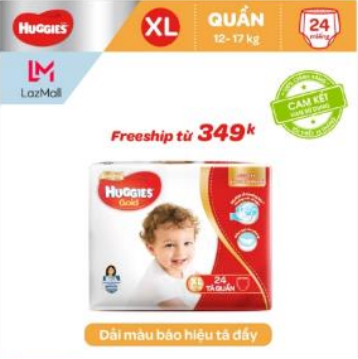 HUGGIES
XL
QUẦN
12-17 kg
24
miếng
LazMall
CAM KẾT
Freeship từ 349k
HUGGIES
Gold
XL
24
TÃ QUẦN
Dải màu báo hiệu tã đầy